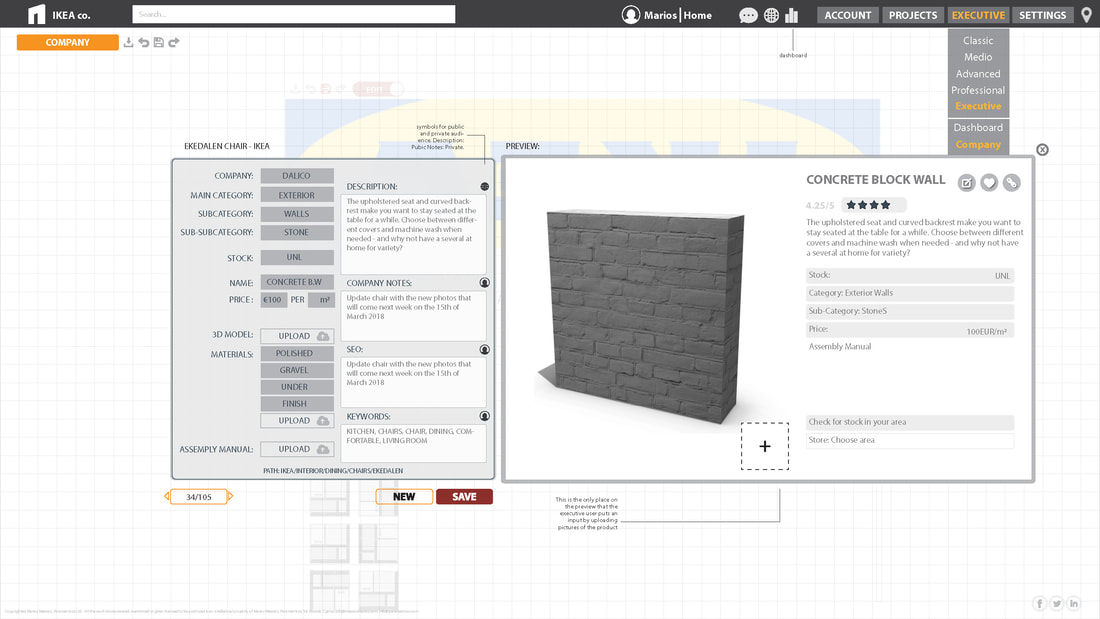 IKEA co.
Search...
Marios | Home
ACCOUNT
PROJECTS
EXECUTIVE
SETTINGS
COMPANY
dashboard
Classic
Medio
Advanced
Professional
Executive
Dashboard
Company
EDIT
symbols for public
and private audi-
ence. Description:
Pubic Notes: Private,
EKEDALEN CHAIR - IKEA
PREVIEW:
COMPANY: DALICO
MAIN CATEGORY: EXTERIOR
SUBCATEGORY: WALLS
SUB-SUBCATEGORY: STONE
STOCK: UNL
NAME: CONCRETE B.W
PRICE : €100 PER m²
3D MODEL: UPLOAD
MATERIALS: POLISHED
GRAVEL
UNDER
FINISH
UPLOAD
ASSEMPLY MANUAL: UPLOAD
DESCRIPTION:
The upholstered seat and curved back-
rest make you want to stay seated at the
table for a while. Choose between differ-
ent covers and machine wash when
needed - and why not have a several at
home for variety?
COMPANY NOTES:
Update chair with the new photos that
will come next week on the 15th of
March 2018
SEO:
Update chair with the new photos that
will come next week on the 15th of
March 2018
KEYWORDS:
KITCHEN, CHAIRS, CHAIR, DINING, COM-
FORTABLE, LIVING ROOM
PATH: IKEA/INTERIOR/DINING/CHAIRS/EKEDALEN
34/105
NEW
SAVE
CONCRETE BLOCK WALL
4.25/5
The upholstered seat and curved backrest make you want to
stay seated at the table for a while. Choose between different
covers and machine wash when needed - and why not have
a several at home for variety?
Stock: UNL
Category: Exterior Walls
Sub-Category: StoneS
Price: 100EUR/m²
Assembly Manual
Check for stock in your area
Store: Choose area
+
This is the only place on
the preview that the
executive user puts an
input by uploading
pictures of the product